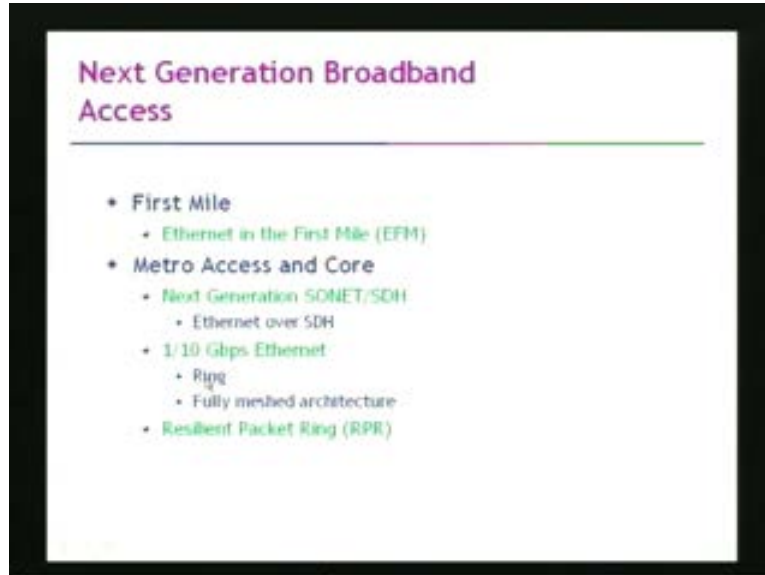 Next Generation Broadband
Access
First Mile
Ethernet in the First Mile (EFM)
Metro Access and Core
Next Generation SONET/SDH
Ethernet over SDH
1/10 Gbps Ethernet
Ring
Fully meshed architecture
Resilient Packet Ring (RPR)